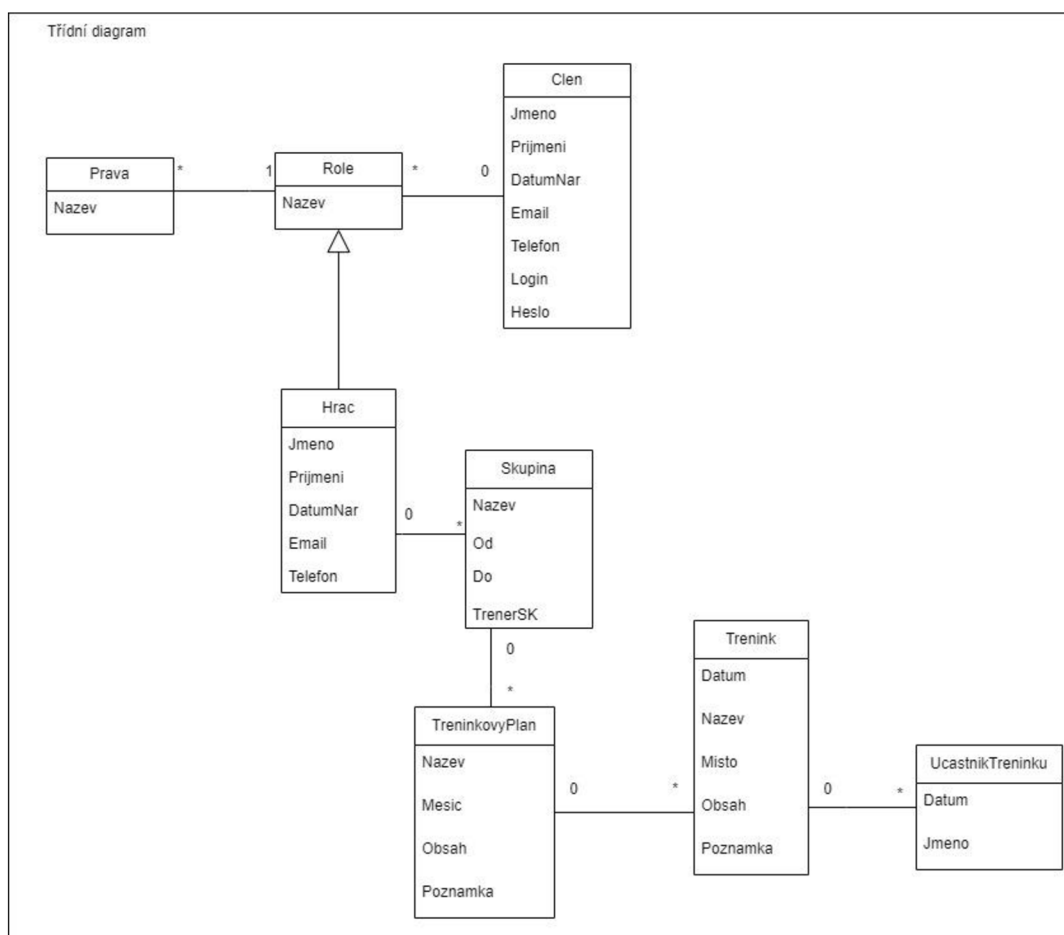 Třídní diagram
Clen
Jmeno
Prijmeni
DatumNar
Email
Telefon
Login
Heslo
Prava
Nazev
* 1
Role
Nazev
* 0
Hrac
Jmeno
Prijmeni
DatumNar
Email
Telefon
0 *
Skupina
Nazev
Od
Do
TrenerSK
0
*
TreninkovyPlan
Nazev
Mesic
Obsah
Poznamka
0 *
Trenink
Datum
Nazev
Misto
Obsah
Poznamka
0 *
UcastnikTreninku
Datum
Jmeno